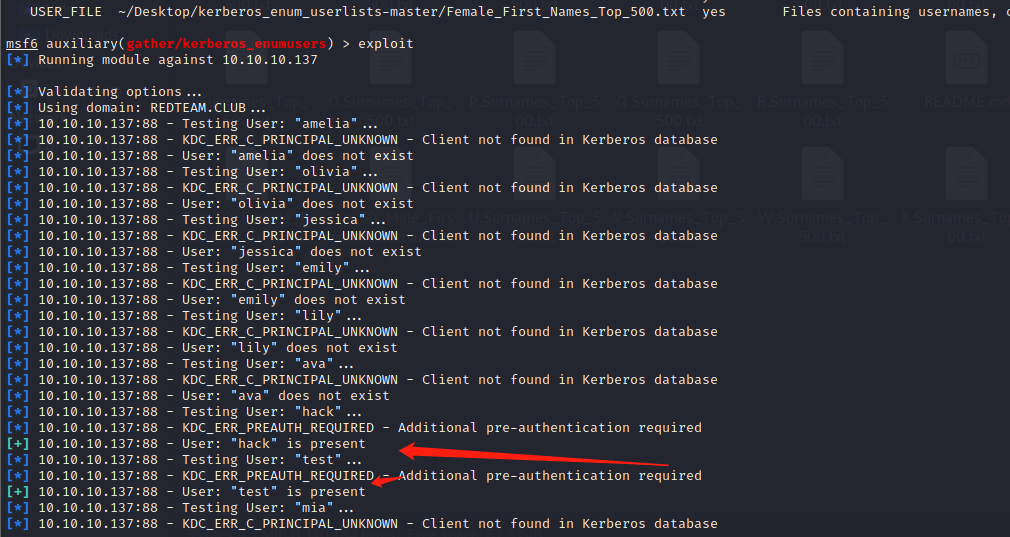 USER_FILE  ~/Desktop/kerberos_enum_userlists-master/Female_First_Names_Top_500.txt  yes       Files containing usernames,
msf6 auxiliary(gather/kerberos_enumusers) > exploit
[*] Running module against 10.10.10.137
[*] Validating options...
[*] Using domain: REDTEAM.CLUB...
[*] 10.10.10.137:88 - Testing User: "amelia"...
[*] 10.10.10.137:88 - KDC_ERR_C_PRINCIPAL_UNKNOWN - Client not found in Kerberos database
[*] 10.10.10.137:88 - User: "amelia" does not exist
[*] 10.10.10.137:88 - Testing User: "olivia"...
[*] 10.10.10.137:88 - KDC_ERR_C_PRINCIPAL_UNKNOWN - Client not found in Kerberos database
[*] 10.10.10.137:88 - User: "olivia" does not exist
[*] 10.10.10.137:88 - Testing User: "jessica"...
[*] 10.10.10.137:88 - KDC_ERR_C_PRINCIPAL_UNKNOWN - Client not found in Kerberos database
[*] 10.10.10.137:88 - User: "jessica" does not exist
[*] 10.10.10.137:88 - Testing User: "emily"...
[*] 10.10.10.137:88 - KDC_ERR_C_PRINCIPAL_UNKNOWN - Client not found in Kerberos database
[*] 10.10.10.137:88 - User: "emily" does not exist
[*] 10.10.10.137:88 - Testing User: "lily"...
[*] 10.10.10.137:88 - KDC_ERR_C_PRINCIPAL_UNKNOWN - Client not found in Kerberos database
[*] 10.10.10.137:88 - User: "lily" does not exist
[*] 10.10.10.137:88 - Testing User: "ava"...
[*] 10.10.10.137:88 - KDC_ERR_C_PRINCIPAL_UNKNOWN - Client not found in Kerberos database
[*] 10.10.10.137:88 - User: "ava" does not exist
[*] 10.10.10.137:88 - Testing User: "hack"...
[*] 10.10.10.137:88 - KDC_ERR_PREAUTH_REQUIRED - Additional pre-authentication required
[+] 10.10.10.137:88 - User: "hack" is present
[*] 10.10.10.137:88 - Testing User: "test"...
[*] 10.10.10.137:88 - KDC_ERR_PREAUTH_REQUIRED - Additional pre-authentication required
[+] 10.10.10.137:88 - User: "test" is present
[*] 10.10.10.137:88 - Testing User: "mia"...
[*] 10.10.10.137:88 - KDC_ERR_C_PRINCIPAL_UNKNOWN - Client not found in Kerberos database